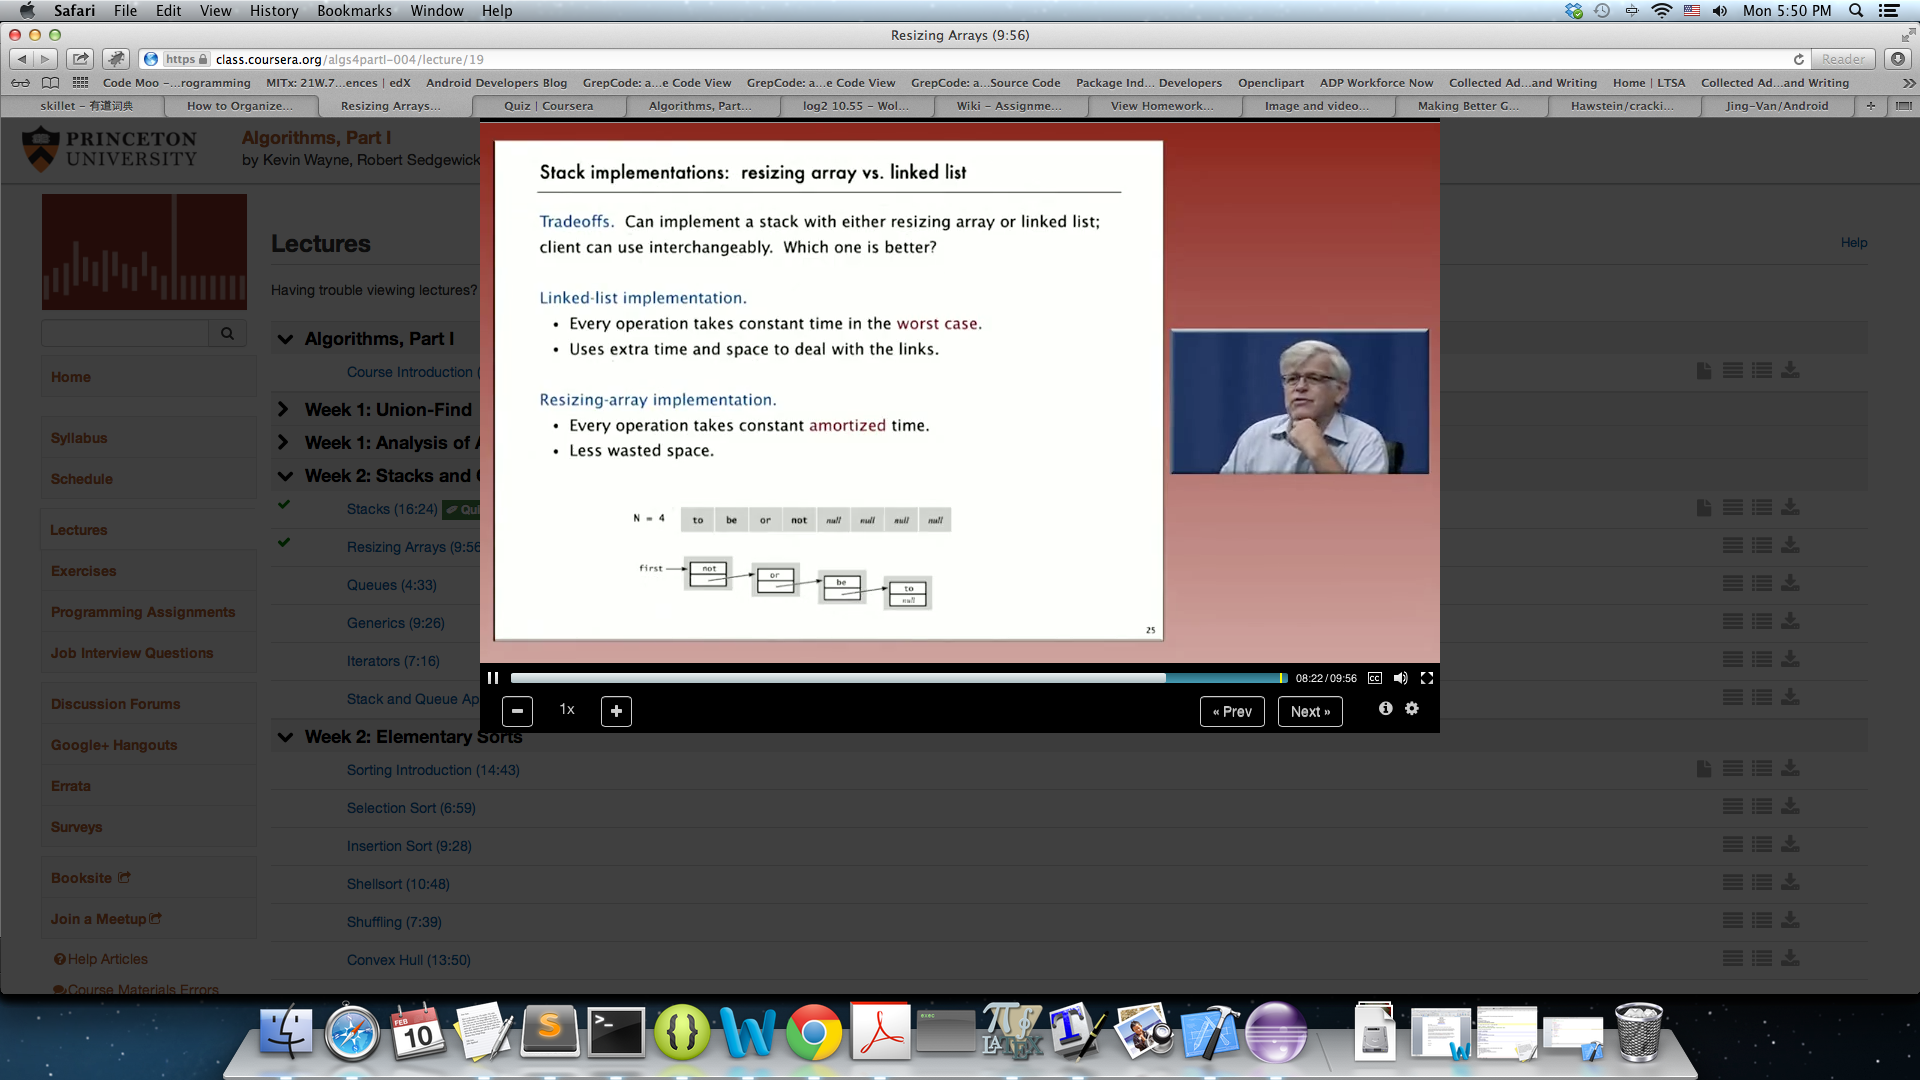 Safari File Edit View History Bookmarks Window Help Mon 5:50 PM
Resizing Arrays (9:56)
https class.coursera.org/algs4partI-004/lecture/19 Reader
Code Moo –...rogramming MITx: 21W.7...ences | edX Android Developers Blog GrepCode: a...e Code View GrepCode: a...e Code View GrepCode: a...Source Code Package Ind... Developers Openclipart ADP Workforce Now Collected Ad...and Writing Home | LTSA Collected Ad...and Writing
skillet – 有道词典 How to Organize... Resizing Arrays... Quiz | Coursera Algorithms, Part... log2 10.55 – Wol... Wiki – Assignme... View Homework... Image and video... Making Better G... Hawstein/cracki... Jing-Van/Android
PRINCETON UNIVERSITY
Algorithms, Part I
by Kevin Wayne, Robert Sedgewick
Home
Syllabus
Schedule
Lectures
Exercises
Programming Assignments
Job Interview Questions
Discussion Forums
Google+ Hangouts
Errata
Surveys
Booksite
Join a Meetup
Help Articles
Course Materials Errors
Lectures
Help
Having trouble viewing lectures?
Algorithms, Part I
Course Introduction (
Week 1: Union-Find
Week 1: Analysis of A
Week 2: Stacks and
Stacks (16:24) Qui
Resizing Arrays (9:56
Queues (4:33)
Generics (9:26)
Iterators (7:16)
Stack and Queue Ap
Week 2: Elementary Sorts
Sorting Introduction (14:43)
Selection Sort (6:59)
Insertion Sort (9:28)
Shellsort (10:48)
Shuffling (7:39)
Convex Hull (13:50)
Stack implementations: resizing array vs. linked list
Tradeoffs. Can implement a stack with either resizing array or linked list;
client can use interchangeably. Which one is better?
Linked-list implementation.
• Every operation takes constant time in the worst case.
• Uses extra time and space to deal with the links.
Resizing-array implementation.
• Every operation takes constant amortized time.
• Less wasted space.
N = 4 to be or not null null null null
first not or be to
null
25
08:22/09:56 CC
1x « Prev Next »
FEB
10
exec
LATEX